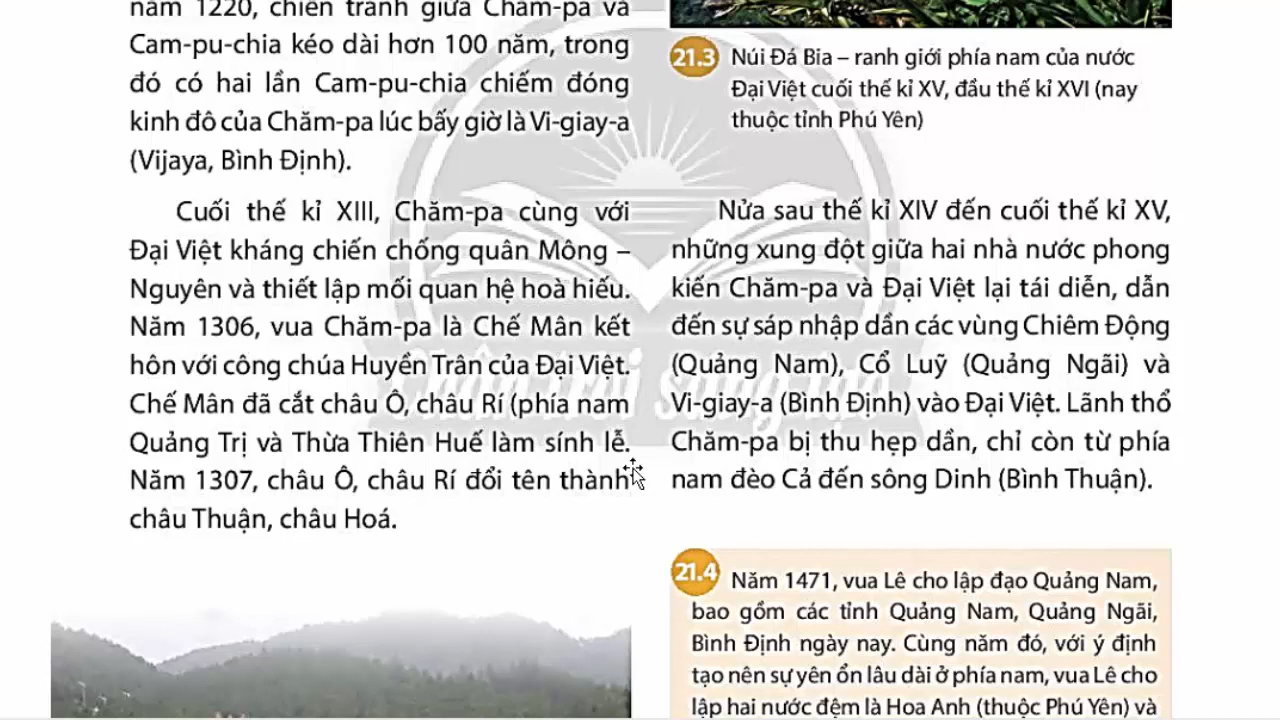 năm 1220, chiến tranh giữa Chăm-pa và
Cam-pu-chia kéo dài hơn 100 năm, trong
đó có hai lần Cam-pu-chia chiếm đóng
kinh đô của Chăm-pa lúc bấy giờ là Vi-giay-a
(Vijaya, Bình Định).
Cuối thế kỉ XIII, Chăm-pa cùng với
Đại Việt kháng chiến chống quân Mông –
Nguyên và thiết lập mối quan hệ hoà hiếu.
Năm 1306, vua Chăm-pa là Chế Mân kết
hôn với công chúa Huyền Trân của Đại Việt.
Chế Mân đã cắt châu Ô, châu Rí (phía nam
Quảng Trị và Thừa Thiên Huế làm sính lễ.
Năm 1307, châu Ô, châu Rí đổi tên thành
châu Thuận, châu Hoá.
21.3 Núi Đá Bia – ranh giới phía nam của nước
Đại Việt cuối thế kỉ XV, đầu thế kỉ XVI (nay
thuộc tỉnh Phú Yên)
Nửa sau thế kỉ XIV đến cuối thế kỉ XV,
những xung đột giữa hai nhà nước phong
kiến Chăm-pa và Đại Việt lại tái diễn, dẫn
đến sự sáp nhập dần các vùng Chiêm Động
(Quảng Nam), Cổ Luỹ (Quảng Ngãi) và
Vi-giay-a (Bình Định) vào Đại Việt. Lãnh thổ
Chăm-pa bị thu hẹp dần, chỉ còn từ phía
nam đèo Cả đến sông Dinh (Bình Thuận).
21.4 Năm 1471, vua Lê cho lập đạo Quảng Nam,
bao gồm các tỉnh Quảng Nam, Quảng Ngãi,
Bình Định ngày nay. Cùng năm đó, với ý định
tạo nên sự yên ổn lâu dài ở phía nam, vua Lê cho
lập hai nước đệm là Hoa Anh (thuộc Phú Yên) và
Chân trời sáng tạo